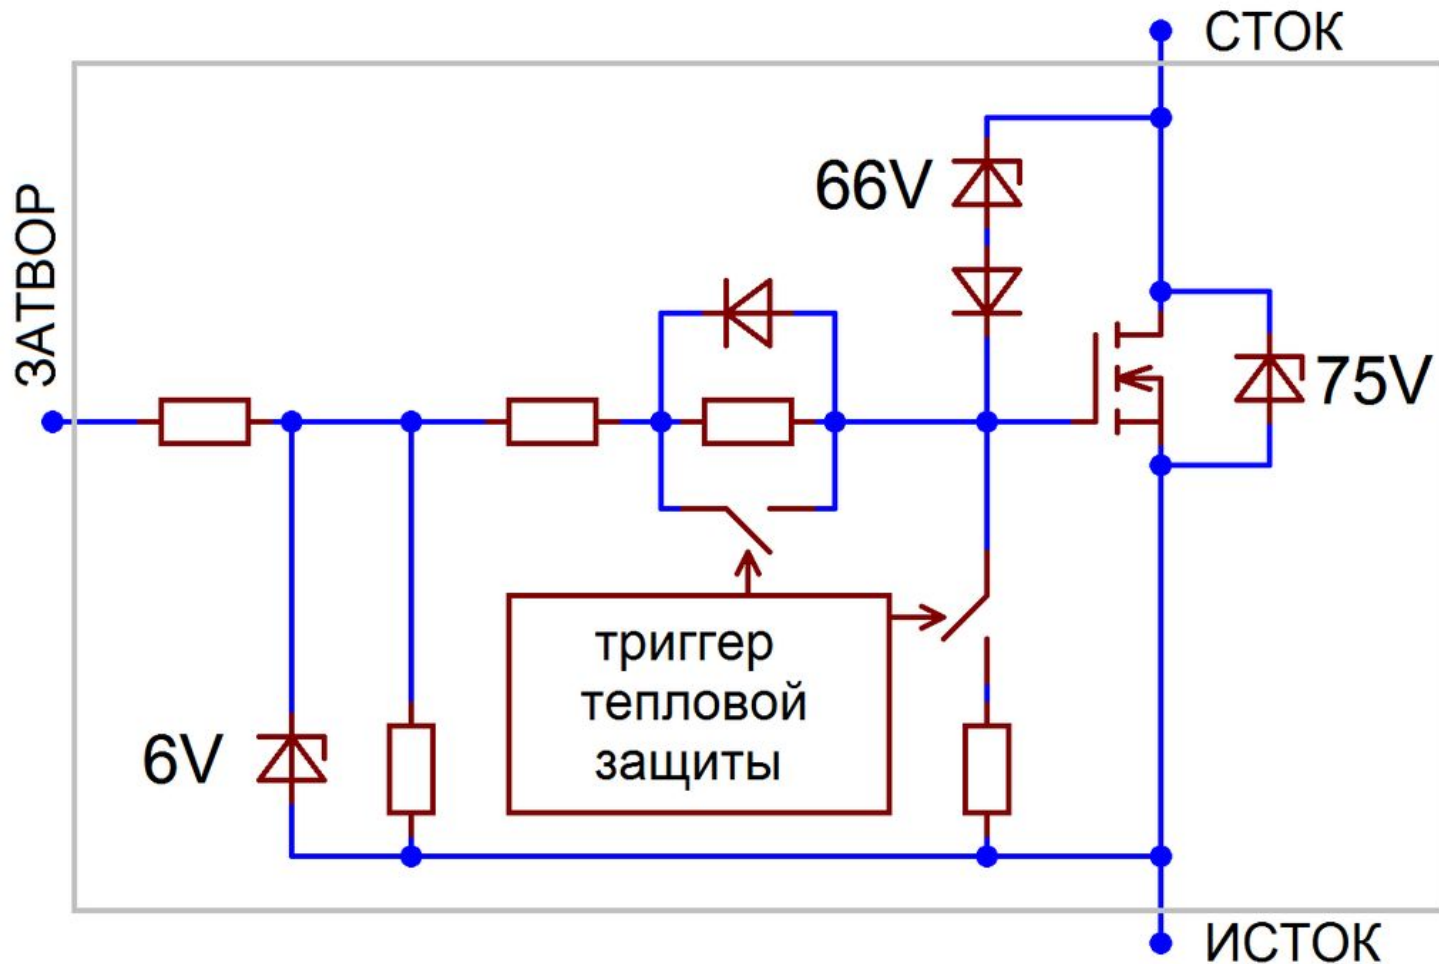 СТОК
66V
ЗАТВОР
75V
триггер
тепловой
защиты
6V
ИСТОК